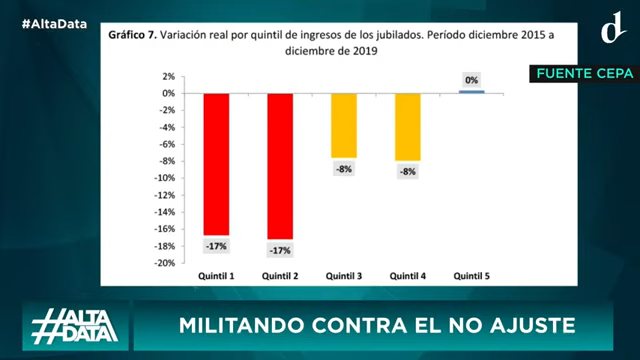 #AltaData
Gráfico 7. Variación real por quintil de ingresos de los jubilados. Período diciembre 2015 a
diciembre de 2019
d
FUENTE CEPA
2%
0%
-2%
-4%
-6%
-8%
-10%
-12%
-14%
-16%
-18%
-20%
-17%
-17%
-8%
-8%
0%
Quintil 1 Quintil 2 Quintil 3 Quintil 4 Quintil 5
#ALTA
DATA
MILITANDO CONTRA EL NO AJUSTE